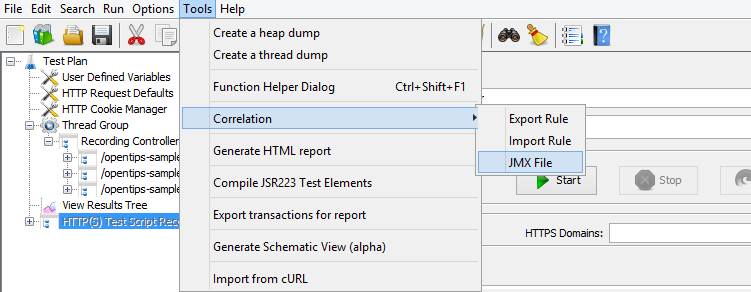 File Edit Search Run Options Tools Help
Create a heap dump
Create a thread dump
Function Helper Dialog Ctrl+Shift+F1
Correlation
Generate HTML report
Compile JSR223 Test Elements
Export transactions for report
Generate Schematic View (alpha)
Import from cURL
Export Rule
Import Rule
JMX File
Test Plan
User Defined Variables
HTTP Request Defaults
HTTP Cookie Manager
Thread Group
Recording Controller
/opentips-sample
/opentips-sample
/opentips-sample
View Results Tree
HTTP(S) Test Script Reco
Start
Stop
HTTPS Domains: